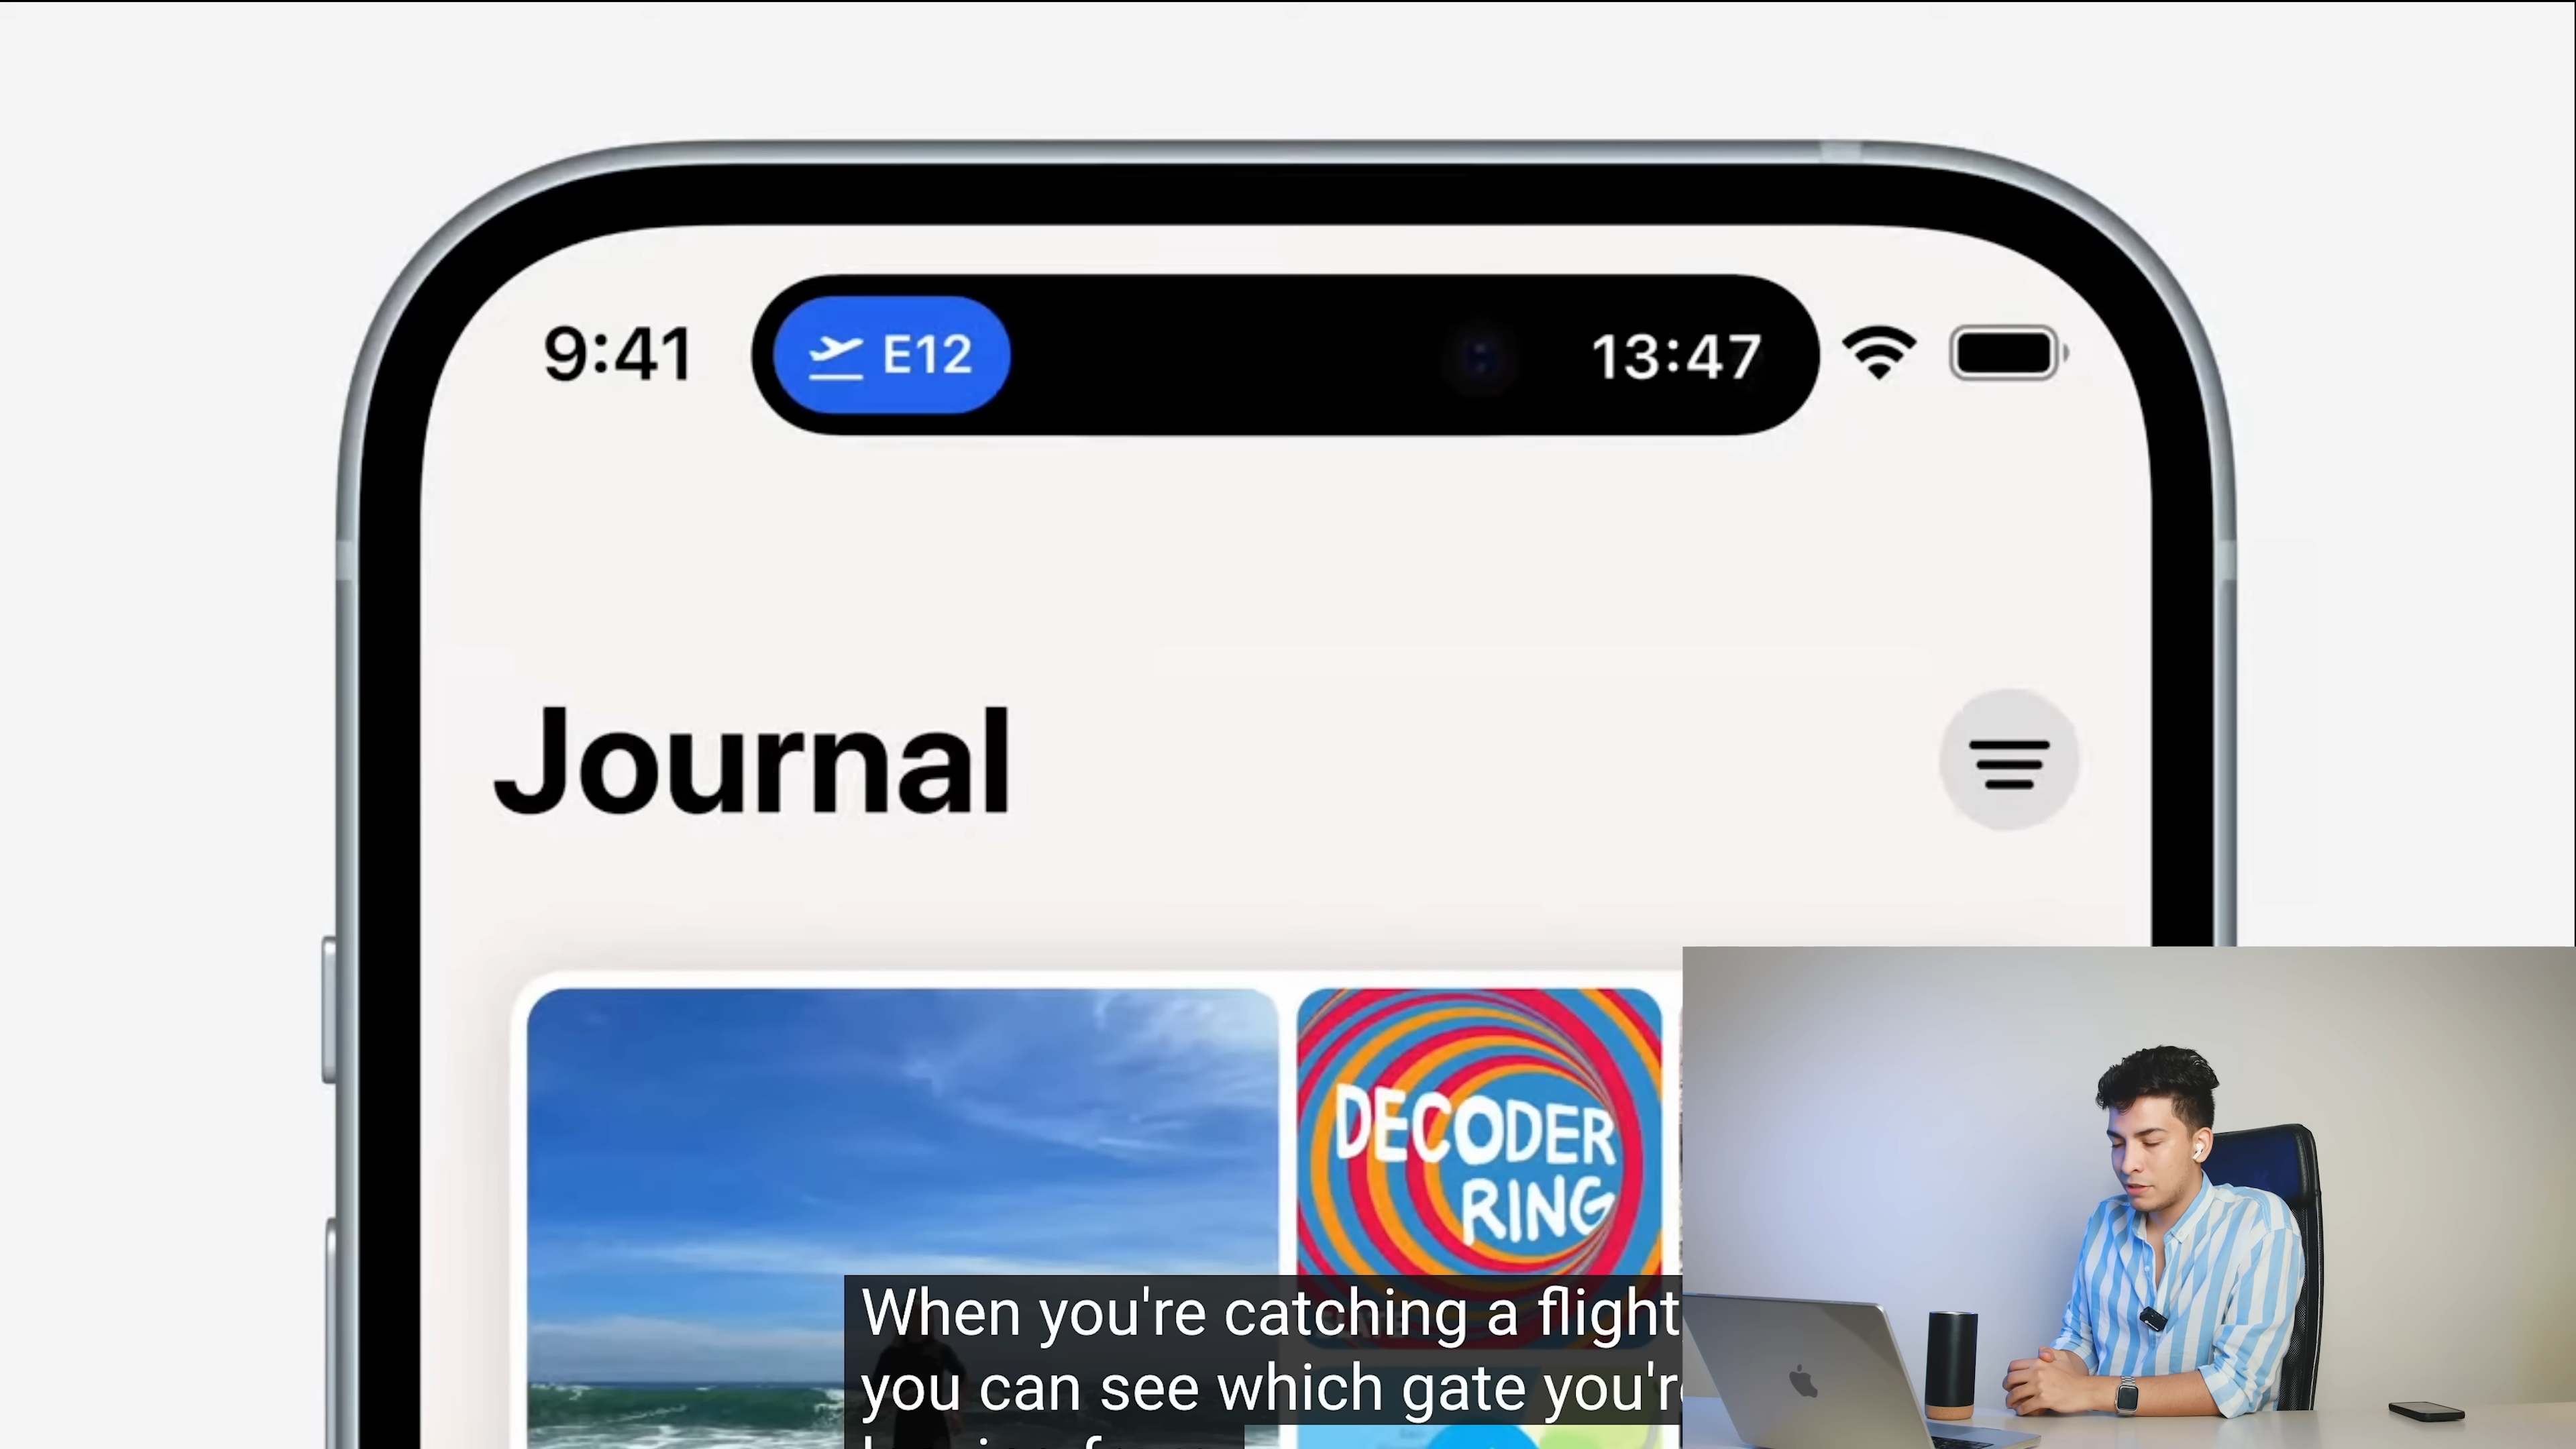 9:41
E12
13:47
Journal
DECODER
RING
When you're catching a flight
you can see which gate you're